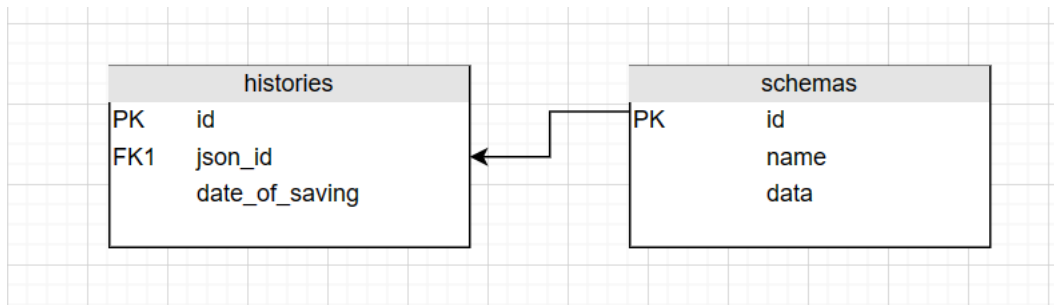 histories
PK id
FK1 json_id
date_of_saving
schemas
PK id
name
data